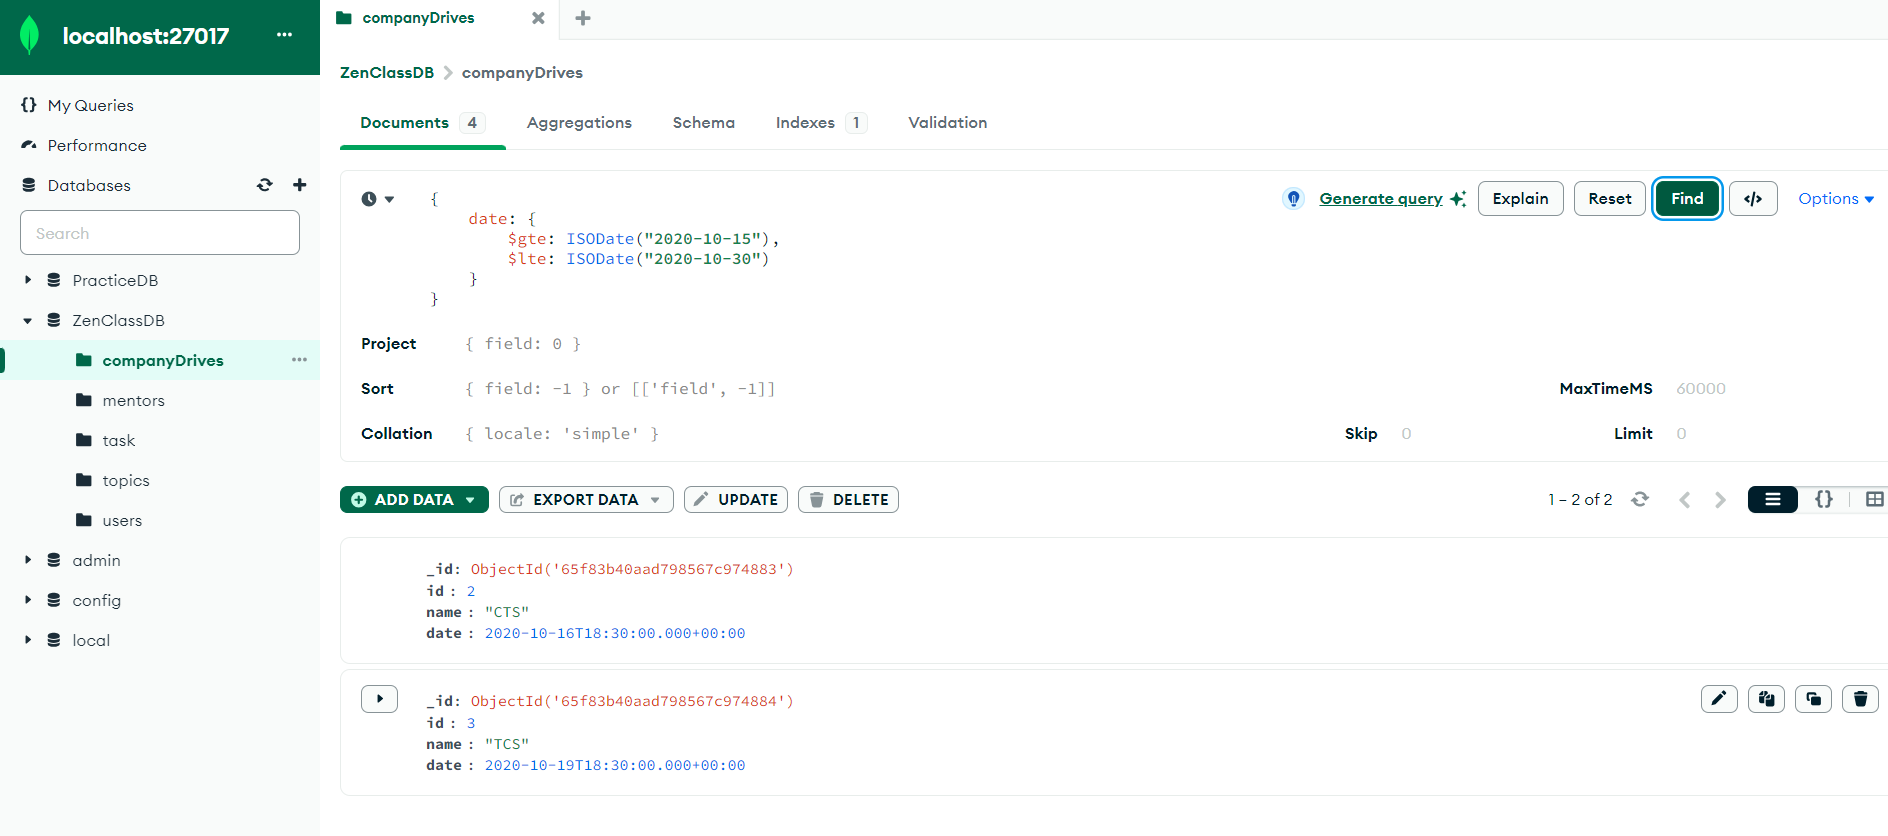 localhost:27017
My Queries
Performance
Databases
Search
PracticeDB
ZenClassDB
companyDrives
mentors
task
topics
users
admin
config
local
companyDrives
ZenClassDB companyDrives
Documents 4 Aggregations Schema Indexes 1 Validation
{
date: {
$gte: ISODate("2020-10-15"),
$lte: ISODate("2020-10-30")
}
}
Generate query Explain Reset Find </> Options
Project { field: 0 }
Sort { field: -1 } or [['field', -1]] MaxTimeMS 60000
Collation { locale: 'simple' } Skip 0 Limit 0
ADD DATA EXPORT DATA UPDATE DELETE 1 – 2 of 2 {}
_id: ObjectId('65f83b40aad798567c974883')
id : 2
name : "CTS"
date : 2020-10-16T18:30:00.000+00:00
_id: ObjectId('65f83b40aad798567c974884')
id : 3
name : "TCS"
date : 2020-10-19T18:30:00.000+00:00